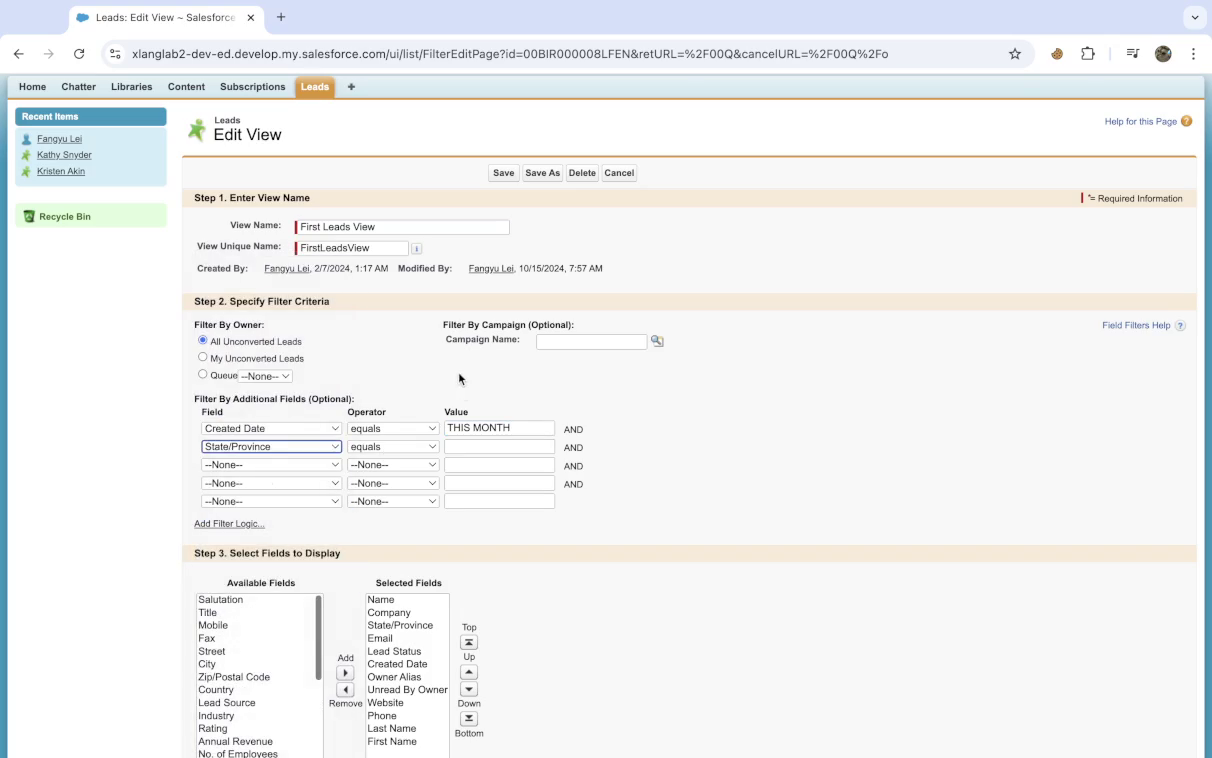 Leads: Edit View ~ Salesforce
xlanglab2-dev-ed.develop.my.salesforce.com/ui/list/FilterEditPage?id=00BIR000008LFEN&retURL=%2F00Q&cancelURL=%2F00Q%2Fo
Home Chatter Libraries Content Subscriptions Leads +
Recent Items
Fangyu Lei
Kathy Snyder
Kristen Akin
Recycle Bin
Leads
Edit View
Help for this Page ?
Save Save As Delete Cancel
Step 1. Enter View Name
*= Required Information
View Name: First Leads View
View Unique Name: FirstLeadsView i
Created By: Fangyu Lei, 2/7/2024, 1:17 AM Modified By: Fangyu Lei, 10/15/2024, 7:57 AM
Step 2. Specify Filter Criteria
Filter By Owner: Filter By Campaign (Optional): Field Filters Help ?
All Unconverted Leads Campaign Name:
My Unconverted Leads
Queue --None--
Filter By Additional Fields (Optional):
Field Operator Value
Created Date equals THIS MONTH AND
State/Province equals AND
--None-- --None-- AND
--None-- --None-- AND
--None-- --None--
Add Filter Logic...
Step 3. Select Fields to Display
Available Fields
Salutation
Title
Mobile
Fax
Street
City
Zip/Postal Code
Country
Lead Source
Industry
Rating
Annual Revenue
No. of Employees
Add
Remove
Selected Fields
Name
Company
State/Province
Email
Lead Status
Created Date
Owner Alias
Unread By Owner
Website
Phone
Last Name
First Name
Top
Up
Down
Bottom